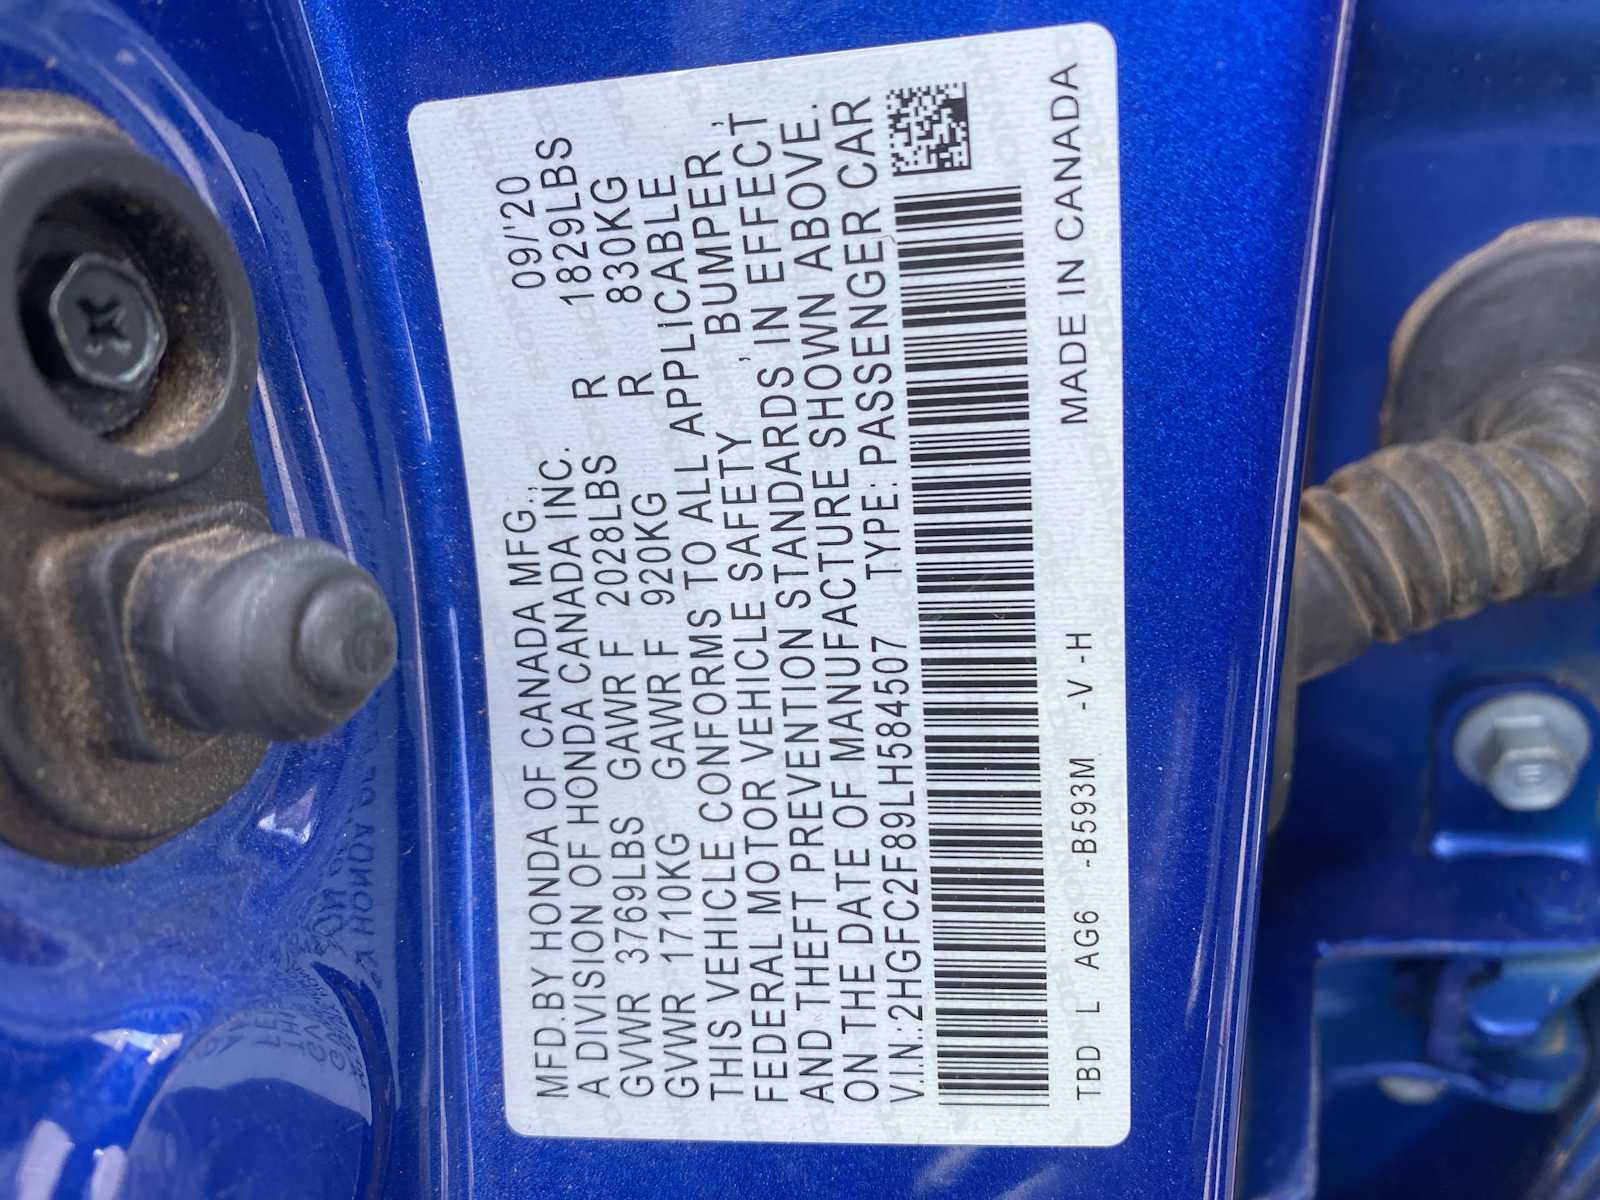 MFD.BY HONDA OF CANADA MFG., 09/'20
A DIVISION OF HONDA CANADA INC.
GVWR 3769LBS GAWR F 2028LBS R 1829LBS
GVWR 1710KG GAWR F 920KG R 830KG
THIS VEHICLE CONFORMS TO ALL APPLICABLE
FEDERAL MOTOR VEHICLE SAFETY, BUMPER,
AND THEFT PREVENTION STANDARDS IN EFFECT
ON THE DATE OF MANUFACTURE SHOWN ABOVE.
V.I.N.:2HGFC2F89LH584507 TYPE:PASSENGER CAR
TBD L AG6 -B593M -V -H MADE IN CANADA